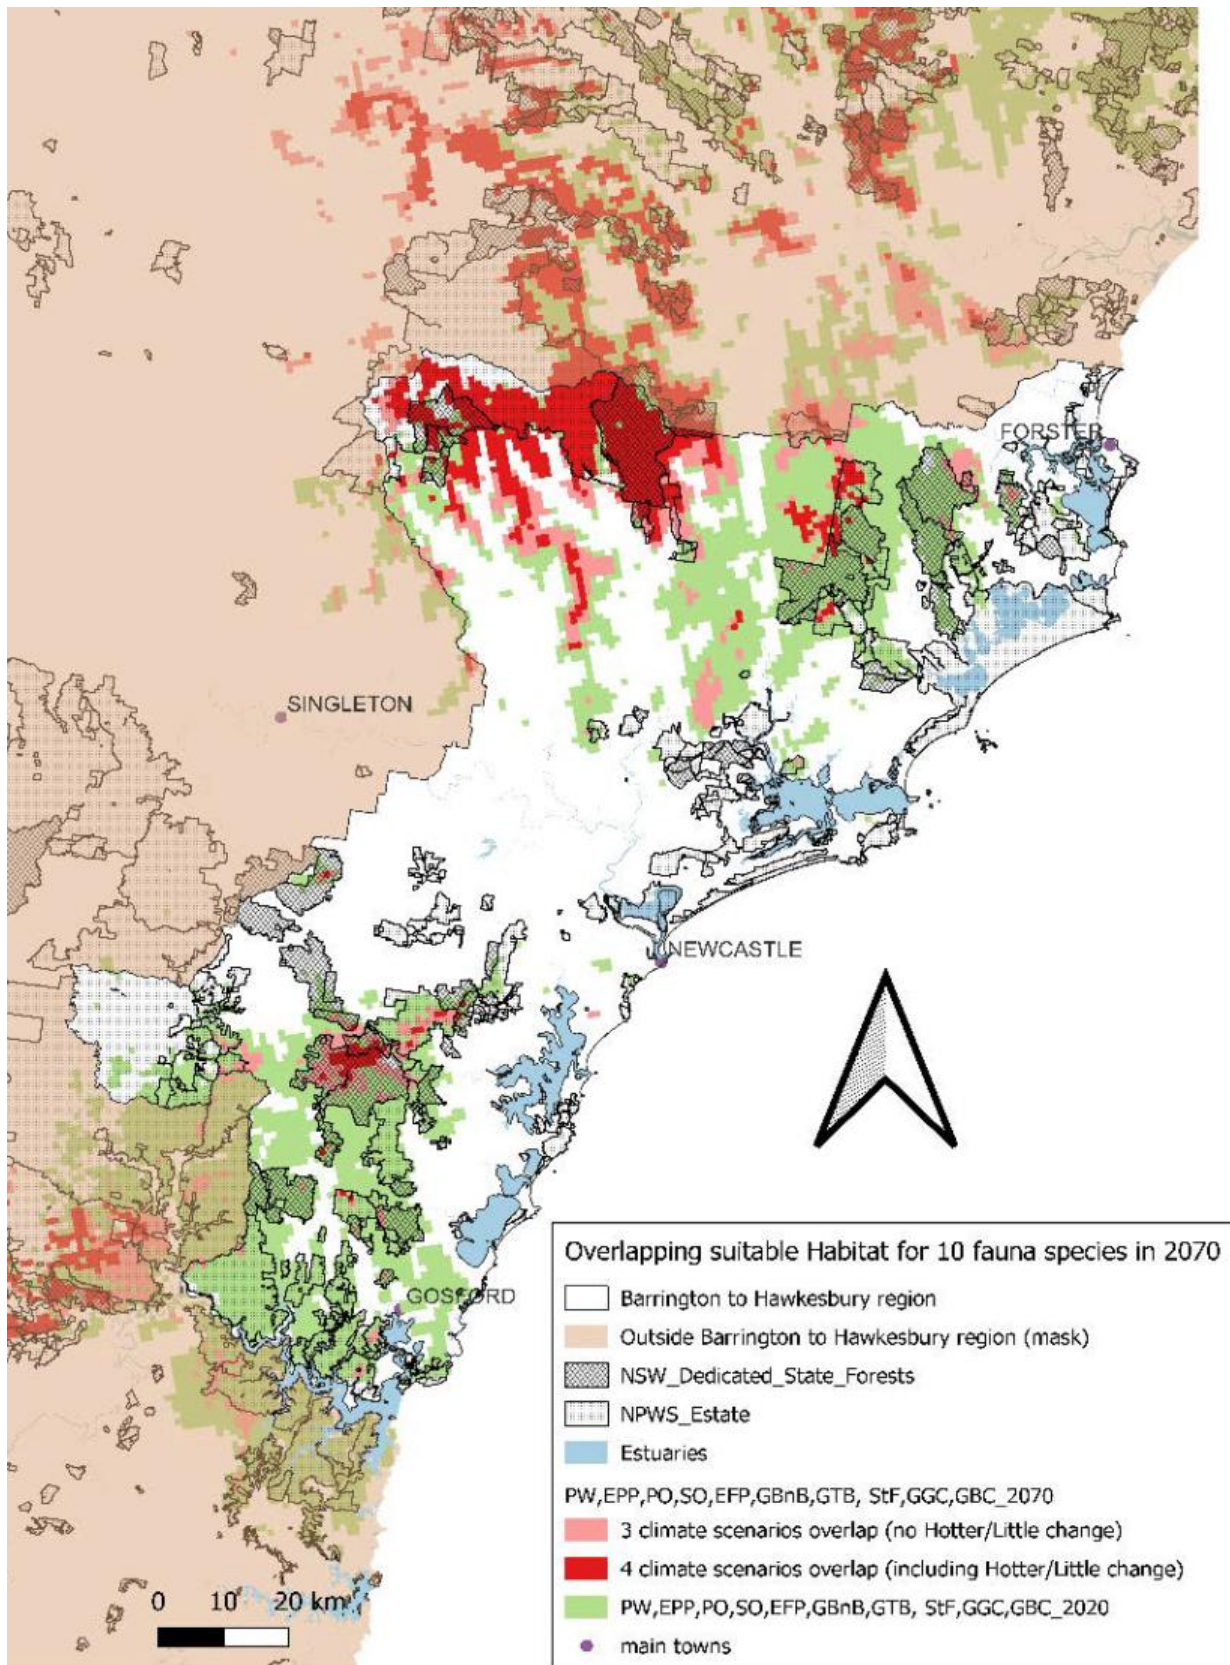 FORSTER
SINGLETON
NEWCASTLE
GOSFORD
Overlapping suitable Habitat for 10 fauna species in 2070
Barrington to Hawkesbury region
Outside Barrington to Hawkesbury region (mask)
NSW_Dedicated_State_Forests
NPWS_Estate
Estuaries
PW,EPP,PO,SO,EFP,GBnB,GTB, StF,GGC,GBC_2070
3 climate scenarios overlap (no Hotter/Little change)
4 climate scenarios overlap (including Hotter/Little change)
PW,EPP,PO,SO,EFP,GBnB,GTB, StF,GGC,GBC_2020
main towns
0 10 20 km